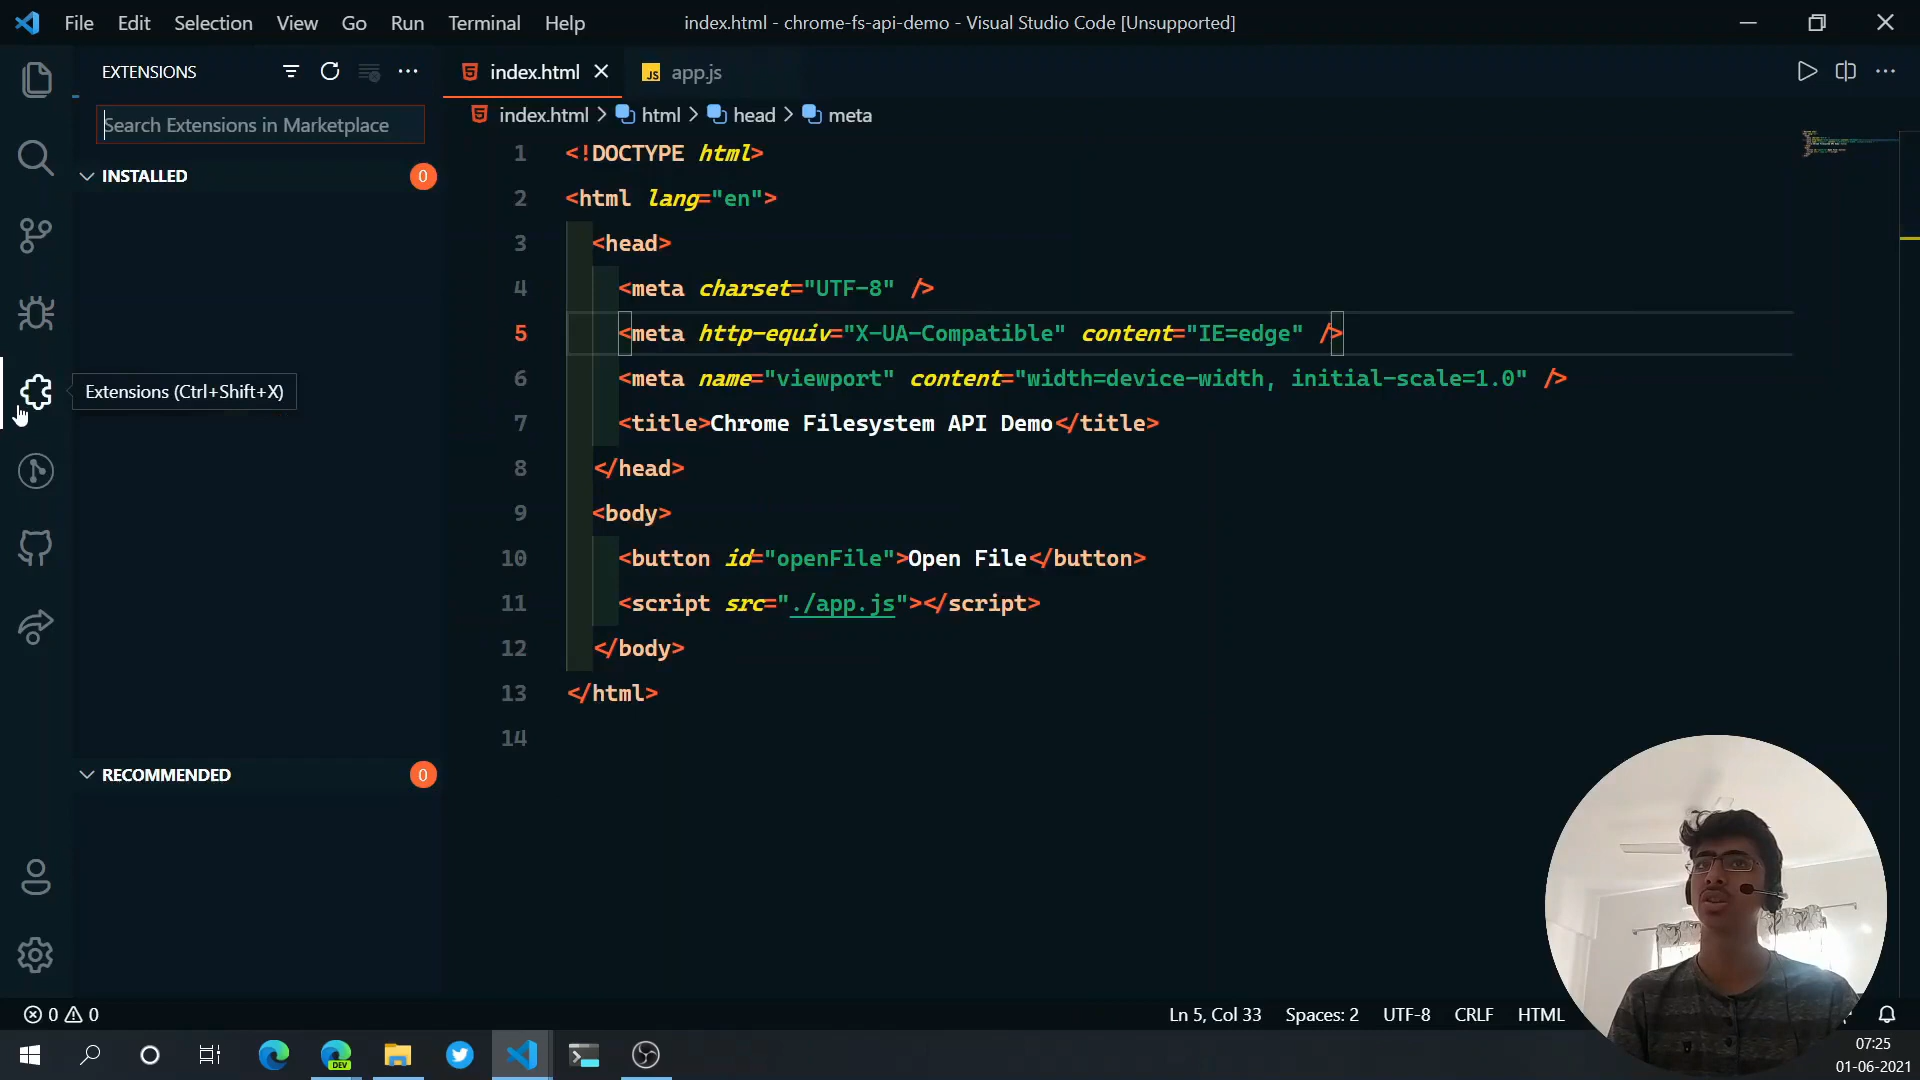 File Edit Selection View Go Run Terminal Help
index.html - chrome-fs-api-demo - Visual Studio Code [Unsupported]
EXTENSIONS
Search Extensions in Marketplace
INSTALLED 0
Extensions (Ctrl+Shift+X)
RECOMMENDED 0
index.html
JS app.js
index.html > html > head > meta
1 <!DOCTYPE html>
2 <html lang="en">
3 <head>
4 <meta charset="UTF-8" />
5 <meta http-equiv="X-UA-Compatible" content="IE=edge" />
6 <meta name="viewport" content="width=device-width, initial-scale=1.0" />
7 <title>Chrome Filesystem API Demo</title>
8 </head>
9 <body>
10 <button id="openFile">Open File</button>
11 <script src="./app.js"></script>
12 </body>
13 </html>
14
0 0
Ln 5, Col 33 Spaces: 2 UTF-8 CRLF HTML
DEV
07:25
01-06-2021